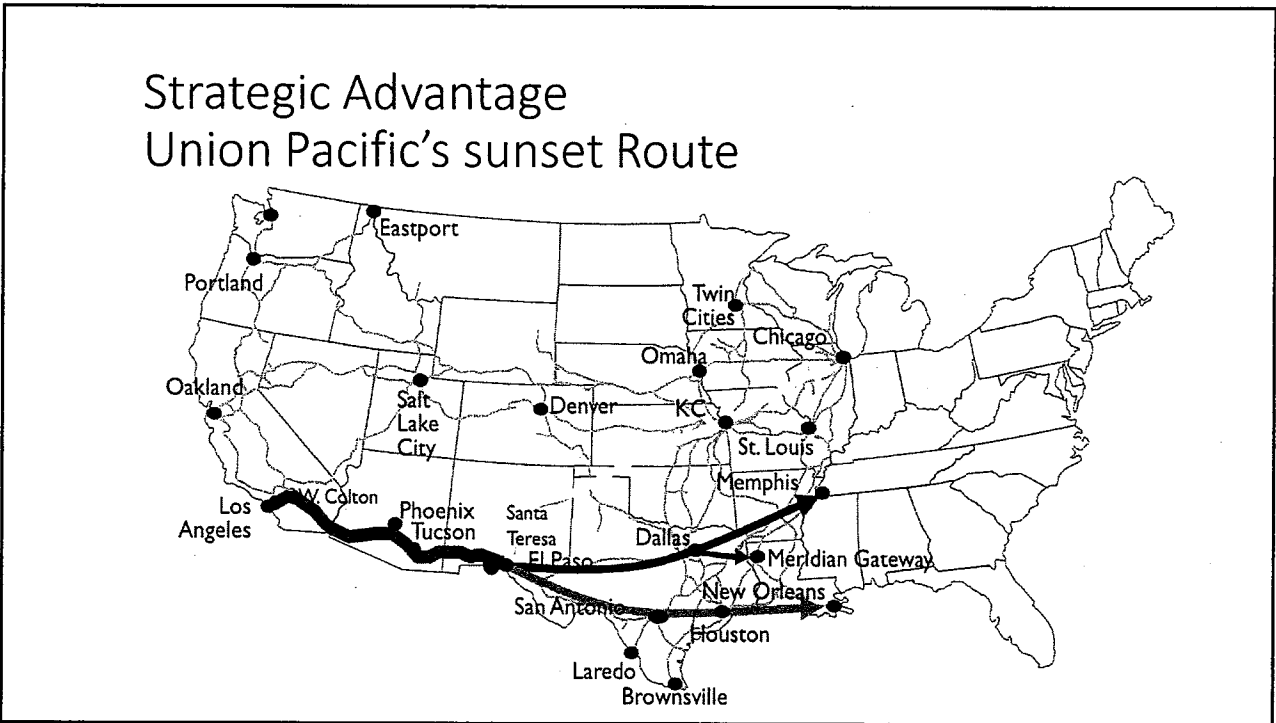 Strategic Advantage
Union Pacific's sunset Route
Eastport
Portland
Twin
Cities
Chicago
Omaha
Oakland
Salt
Lake
City
Denver
KC
St. Louis
Memphis
W. Colton
Los
Angeles
Phoenix
Tucson
Santa
Teresa
El Paso
Dallas
Meridian Gateway
San Antonio
New Orleans
Houston
Laredo
Brownsville